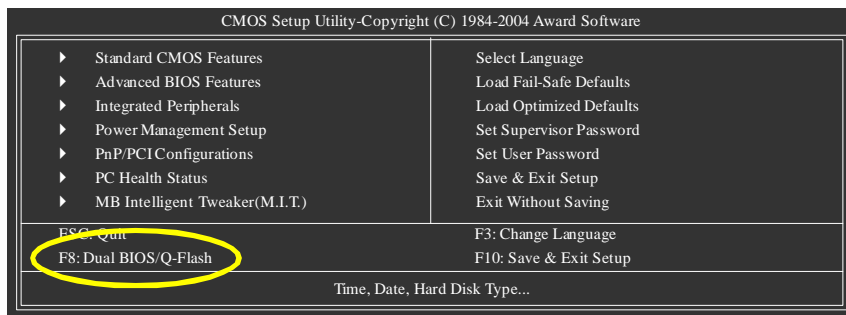 CMOS Setup Utility-Copyright (C) 1984-2004 Award Software
Standard CMOS Features
Advanced BIOS Features
Integrated Peripherals
Power Management Setup
PnP/PCI Configurations
PC Health Status
MB Intelligent Tweaker(M.I.T.)
Select Language
Load Fail-Safe Defaults
Load Optimized Defaults
Set Supervisor Password
Set User Password
Save & Exit Setup
Exit Without Saving
ESC: Quit
F3: Change Language
F8: Dual BIOS/Q-Flash
F10: Save & Exit Setup
Time, Date, Hard Disk Type...